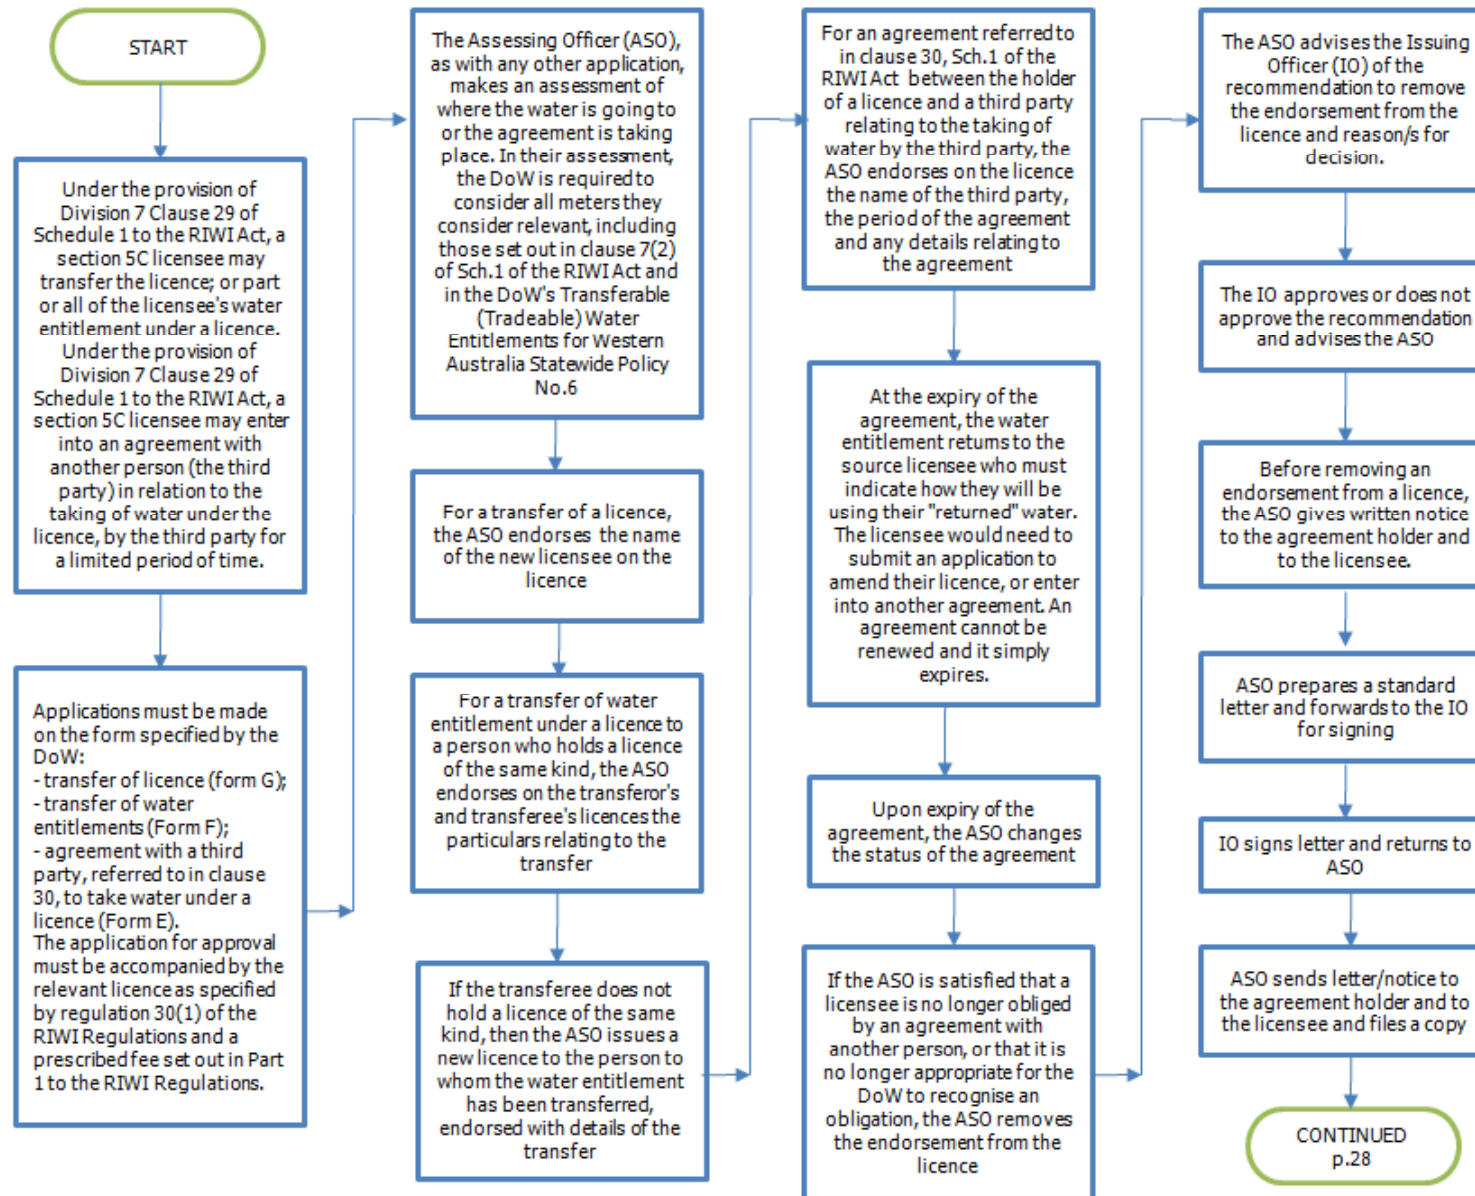 START
Under the provision of
Division 7 Clause 29 of
Schedule 1 to the RIWI Act, a
section 5C licensee may
transfer the licence; or part
or all of the licensee's water
entitlement under a licence.
Under the provision of
Division 7 Clause 29 of
Schedule 1 to the RIWI Act, a
section 5C licensee may enter
into an agreement with
another person (the third
party) in relation to the
taking of water under the
licence, by the third party for
a limited period of time.
Applications must be made
on the form specified by the
DoW:
- transfer of licence (form G);
- transfer of water
entitlements (Form F);
- agreement with a third
party, referred to in clause
30, to take water under a
licence (Form E).
The application for approval
must be accompanied by the
relevant licence as specified
by regulation 30(1) of the
RIWI Regulations and a
prescribed fee set out in Part
1 to the RIWI Regulations.
The Assessing Officer (ASO),
as with any other application,
makes an assessment of
where the water is going to
or the agreement is taking
place. In their assessment,
the DoW is required to
consider all meters they
consider relevant, including
those set out in clause 7(2)
of Sch.1 of the RIWI Act and
in the DoW's Transferable
(Tradeable) Water
Entitlements for Western
Australia Statewide Policy
No.6
For a transfer of a licence,
the ASO endorses the name
of the new licensee on the
licence
For a transfer of water
entitlement under a licence to
a person who holds a licence
of the same kind, the ASO
endorses on the transferor's
and transferee's licences the
particulars relating to the
transfer
If the transferee does not
hold a licence of the same
kind, then the ASO issues a
new licence to the person to
whom the water entitlement
has been transferred,
endorsed with details of the
transfer
For an agreement referred to
in clause 30, Sch.1 of the
RIWI Act between the holder
of a licence and a third party
relating to the taking of
water by the third party, the
ASO endorses on the licence
the name of the third party,
the period of the agreement
and any details relating to
the agreement
At the expiry of the
agreement, the water
entitlement returns to the
source licensee who must
indicate how they will be
using their "returned" water.
The licensee would need to
submit an application to
amend their licence, or enter
into another agreement. An
agreement cannot be
renewed and it simply
expires.
Upon expiry of the
agreement, the ASO changes
the status of the agreement
If the ASO is satisfied that a
licensee is no longer obliged
by an agreement with
another person, or that it is
no longer appropriate for the
DoW to recognise an
obligation, the ASO removes
the endorsement from the
licence
The ASO advises the Issuing
Officer (IO) of the
recommendation to remove
the endorsement from the
licence and reason/s for
decision.
The IO approves or does not
approve the recommendation
and advises the ASO
Before removing an
endorsement from a licence,
the ASO gives written notice
to the agreement holder and
to the licensee.
ASO prepares a standard
letter and forwards to the IO
for signing
IO signs letter and returns to
ASO
ASO sends letter/notice to
the agreement holder and to
the licensee and files a copy
CONTINUED
p.28